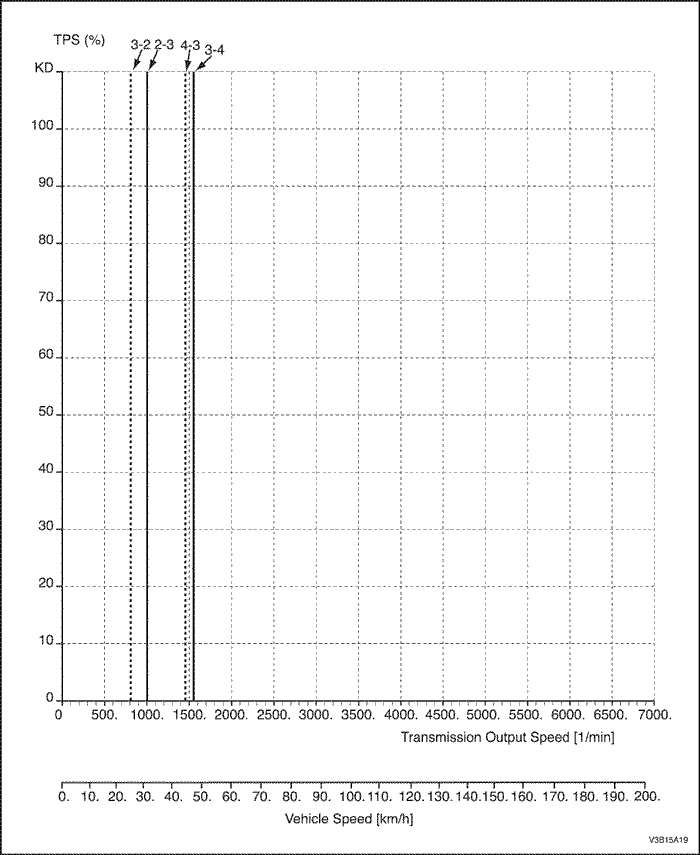 TPS (%)
3-2 2-3 4-3 3-4
KD
100
90
80
70
60
50
40
30
20
10
0
0 500. 1000. 1500. 2000. 2500. 3000. 3500. 4000. 4500. 5000. 5500. 6000. 6500. 7000.
Transmission Output Speed [1/min]
0. 10. 20. 30. 40. 50. 60. 70. 80. 90. 100. 110. 120. 130. 140. 150. 160. 170. 180. 190. 200.
Vehicle Speed [km/h]
V3B15A19